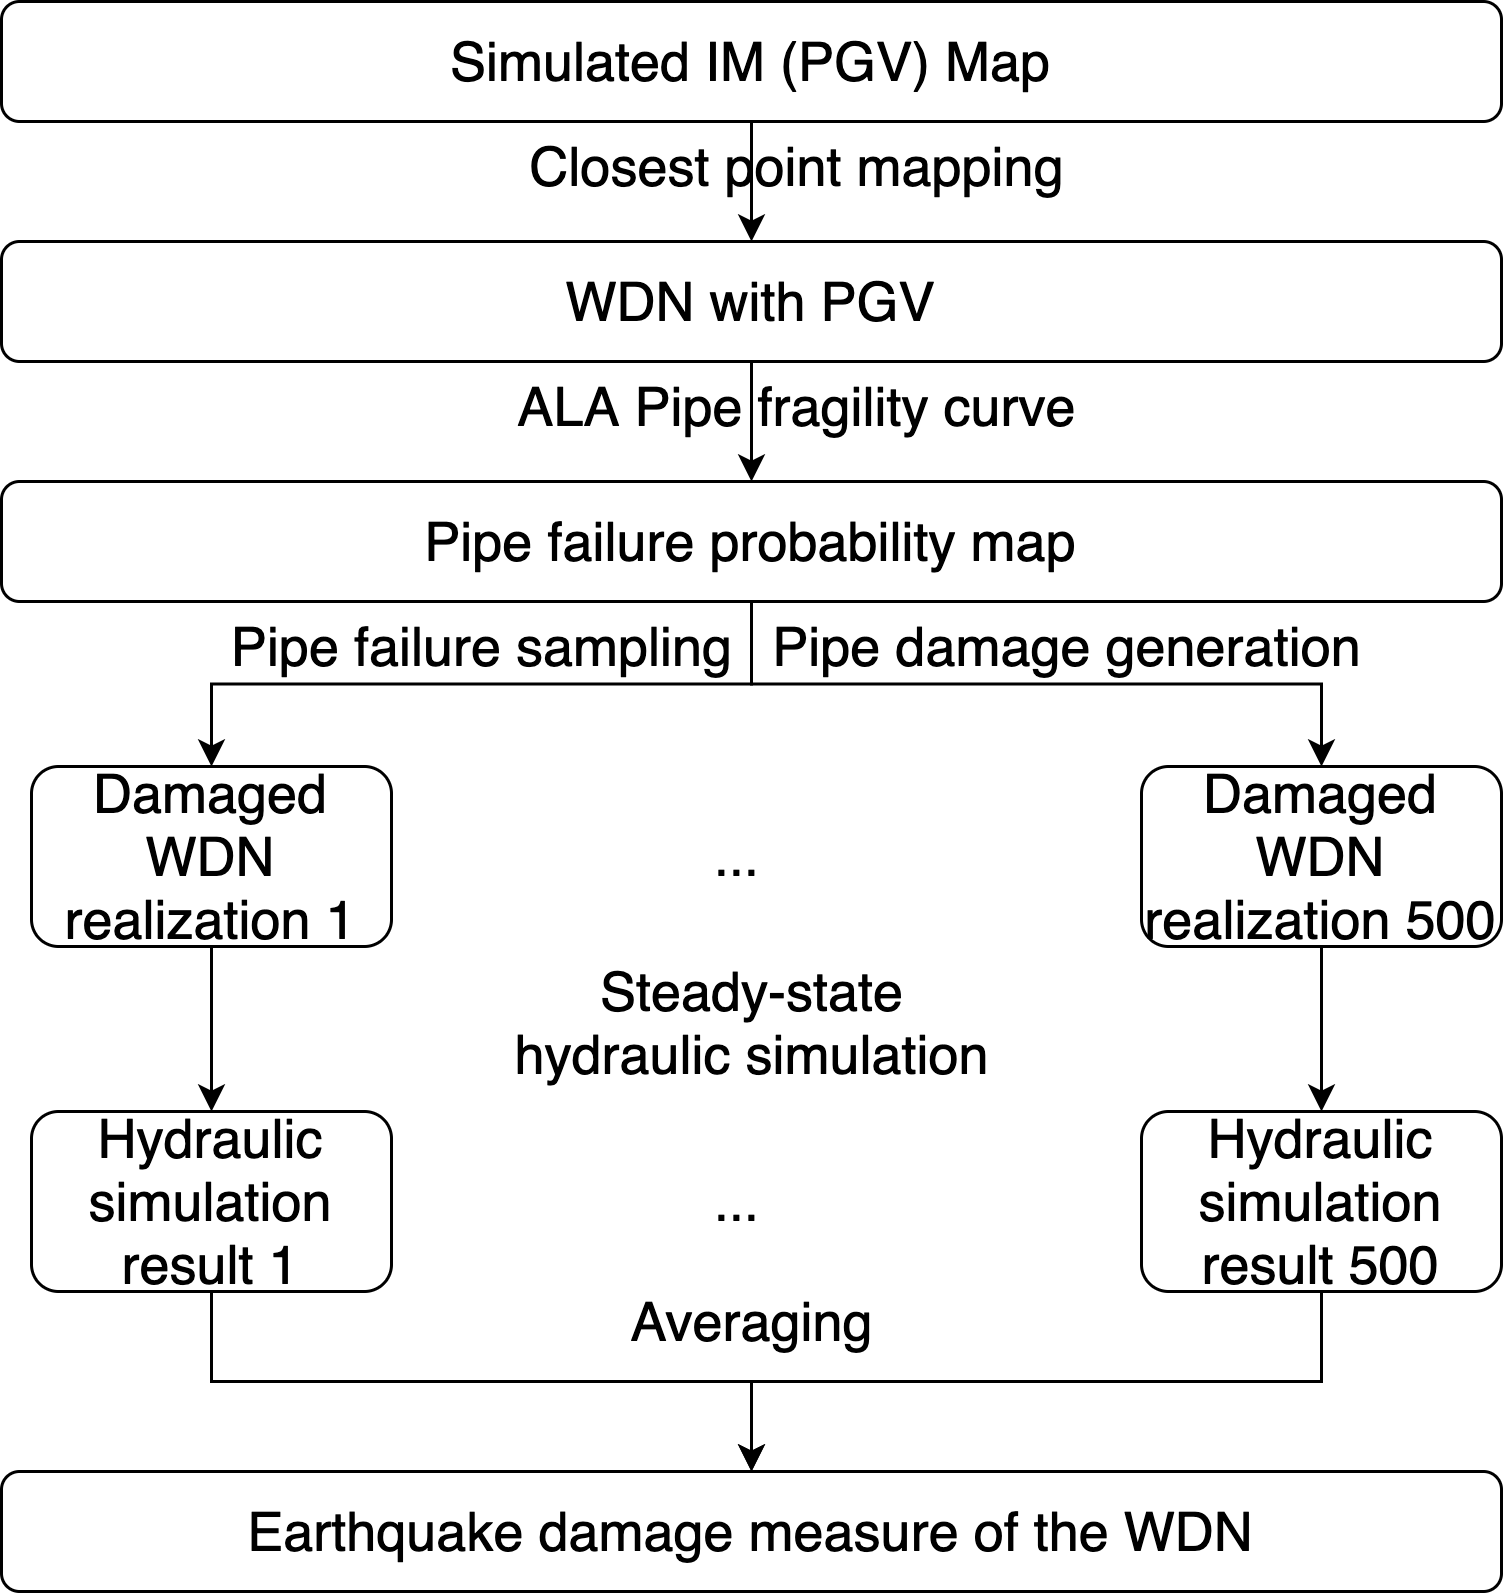 Simulated IM (PGV) Map
Closest point mapping
WDN with PGV
ALA Pipe fragility curve
Pipe failure probability map
Pipe failure sampling
Pipe damage generation
Damaged
WDN
realization 1
...
Damaged
WDN
realization 500
Steady-state
hydraulic simulation
Hydraulic
simulation
result 1
...
Hydraulic
simulation
result 500
Averaging
Earthquake damage measure of the WDN